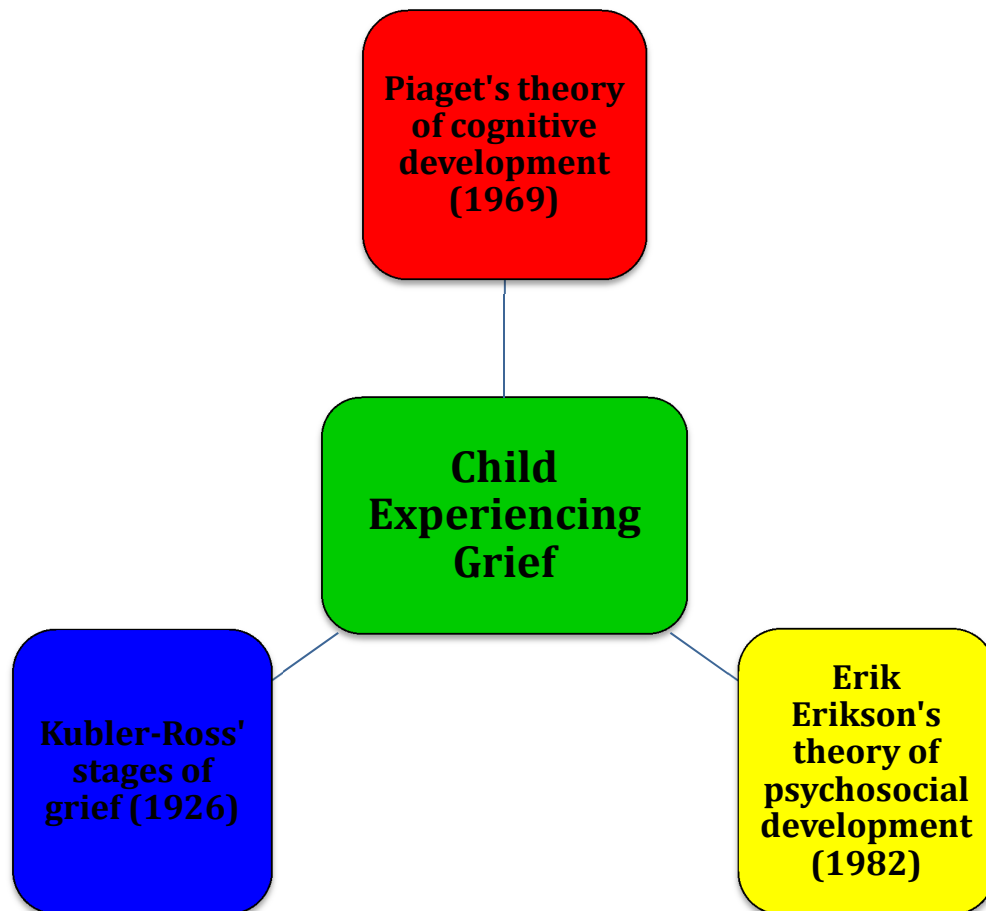 Piaget's theory
of cognitive
development
(1969)
Child
Experiencing
Grief
Kubler-Ross'
stages of
grief (1926)
Erik
Erikson's
theory of
psychosocial
development
(1982)